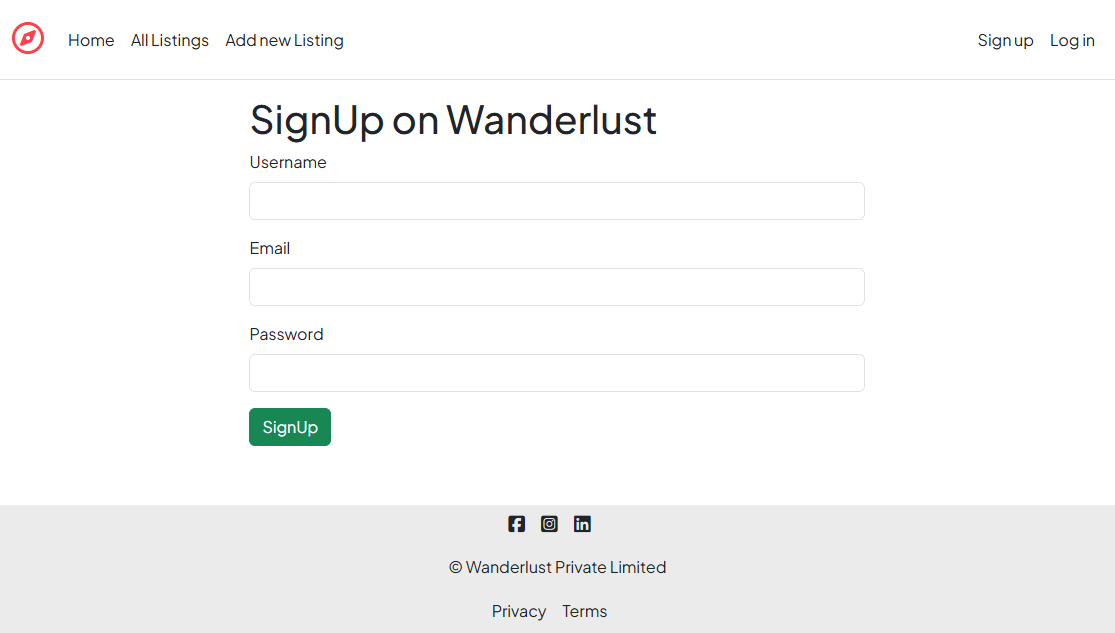 Home All Listings Add new Listing Sign up Log in
SignUp on Wanderlust
Username
Email
Password
SignUp
© Wanderlust Private Limited
Privacy Terms